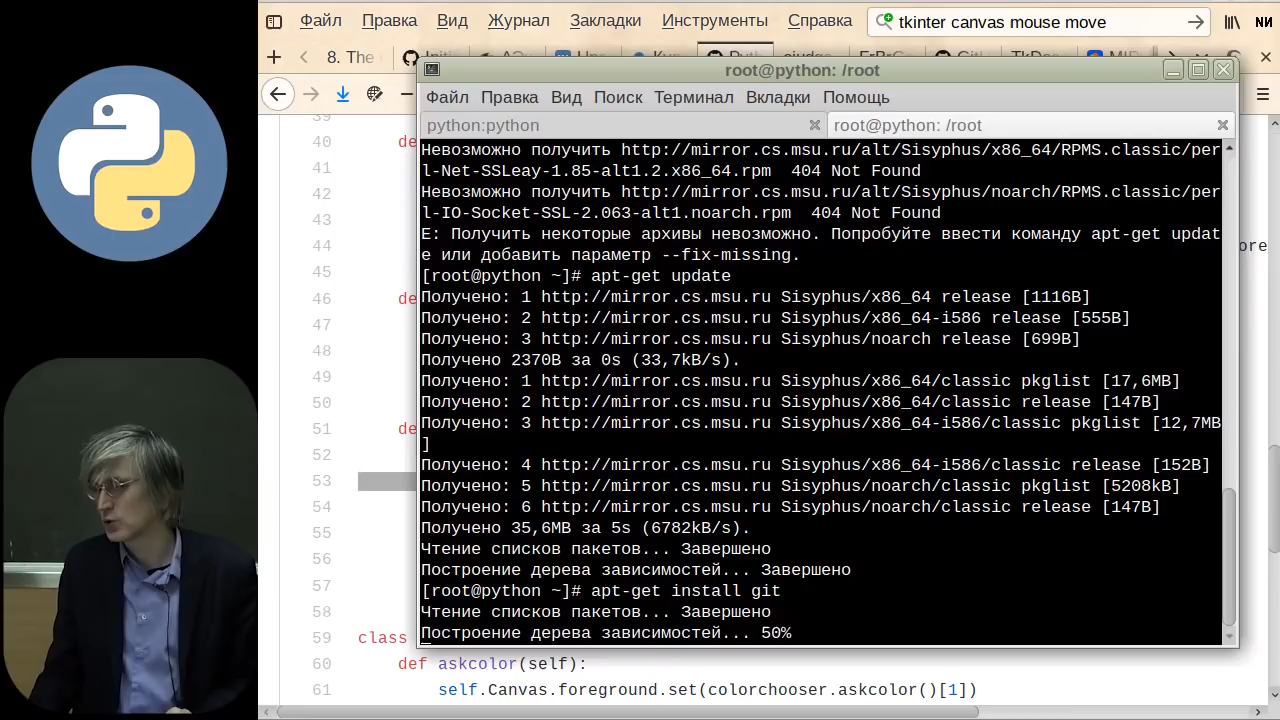 Файл Правка Вид Журнал Закладки Инструменты Справка tkinter canvas mouse move
8. The
root@python: /root
Файл Правка Вид Поиск Терминал Вкладки Помощь
python:python root@python: /root
Невозможно получить http://mirror.cs.msu.ru/alt/Sisyphus/x86_64/RPMS.classic/per
l-Net-SSLeay-1.85-alt1.2.x86_64.rpm 404 Not Found
Невозможно получить http://mirror.cs.msu.ru/alt/Sisyphus/noarch/RPMS.classic/per
l-IO-Socket-SSL-2.063-alt1.noarch.rpm 404 Not Found
E: Получить некоторые архивы невозможно. Попробуйте ввести команду apt-get updat
е или добавить параметр --fix-missing.
[root@python ~]# apt-get update
Получено: 1 http://mirror.cs.msu.ru Sisyphus/x86_64 release [1116B]
Получено: 2 http://mirror.cs.msu.ru Sisyphus/x86_64-i586 release [555B]
Получено: 3 http://mirror.cs.msu.ru Sisyphus/noarch release [699B]
Получено 2370B за 0s (33,7kB/s).
Получено: 1 http://mirror.cs.msu.ru Sisyphus/x86_64/classic pkglist [17,6MB]
Получено: 2 http://mirror.cs.msu.ru Sisyphus/x86_64/classic release [147B]
Получено: 3 http://mirror.cs.msu.ru Sisyphus/x86_64-i586/classic pkglist [12,7MB
]
Получено: 4 http://mirror.cs.msu.ru Sisyphus/x86_64-i586/classic release [152B]
Получено: 5 http://mirror.cs.msu.ru Sisyphus/noarch/classic pkglist [5208kB]
Получено: 6 http://mirror.cs.msu.ru Sisyphus/noarch/classic release [147B]
Получено 35,6MB за 5s (6782kB/s).
Чтение списков пакетов... Завершено
Построение дерева зависимостей... Завершено
[root@python ~]# apt-get install git
Чтение списков пакетов... Завершено
Построение дерева зависимостей... 50%
39
40 de
41
42
43
44 ore
45
46 de
47
48
49
50
51 de
52
53
54
55
56
57
58
59 class
60 def askcolor(self):
61 self.Canvas.foreground.set(colorchooser.askcolor()[1])